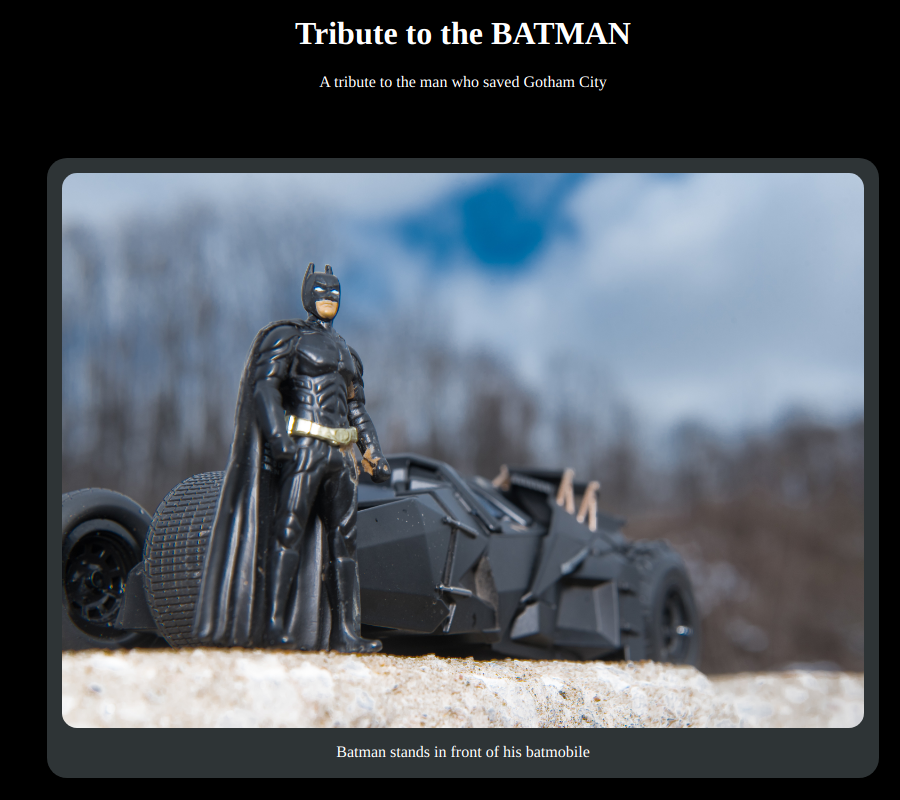 Tribute to the BATMAN
A tribute to the man who saved Gotham City
Batman stands in front of his batmobile